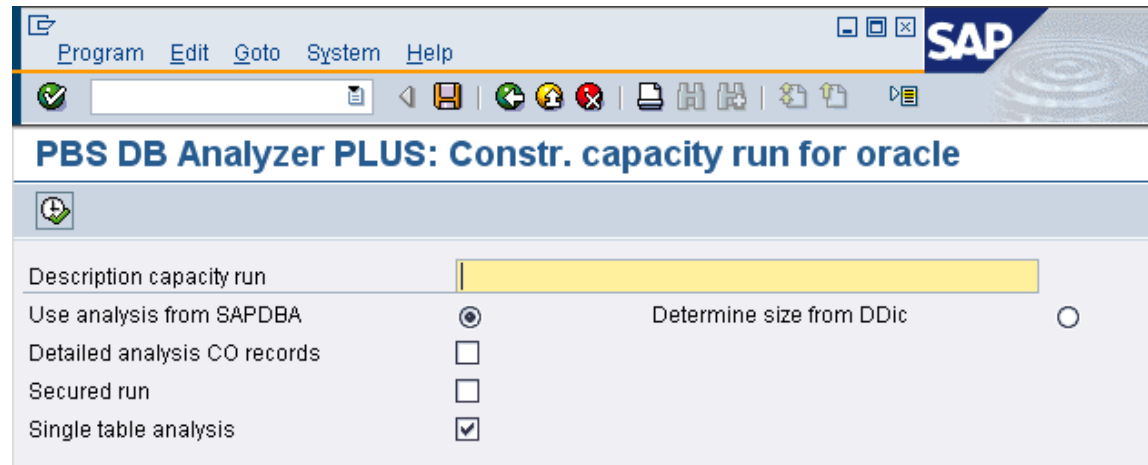 Program Edit Goto System Help
SAP
PBS DB Analyzer PLUS: Constr. capacity run for oracle
Description capacity run
Use analysis from SAPDBA Determine size from DDic
Detailed analysis CO records
Secured run
Single table analysis